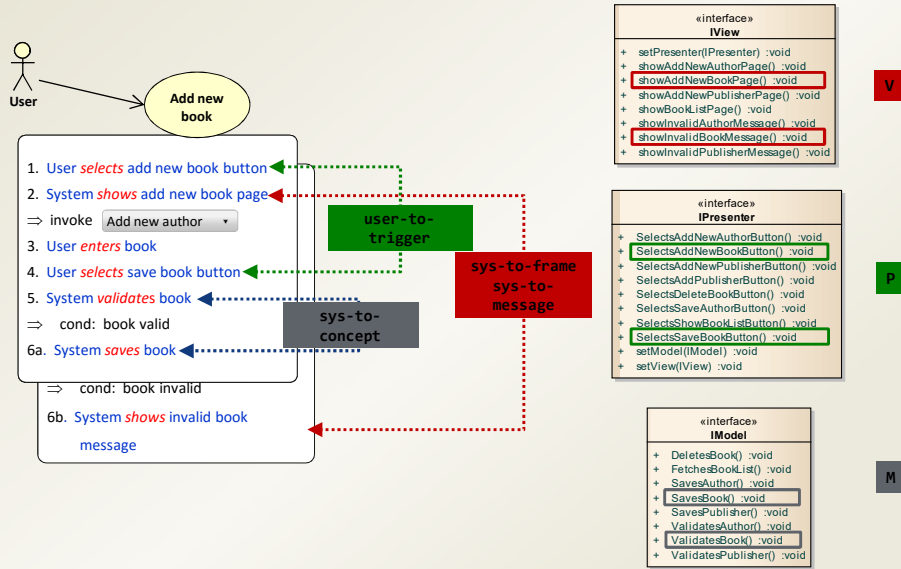 User
Add new
book
1. User selects add new book button
2. System shows add new book page
⇒ invoke Add new author
3. User enters book
4. User selects save book button
5. System validates book
⇒ cond: book valid
6a. System saves book
⇒ cond: book invalid
6b. System shows invalid book
message
user-to-
trigger
sys-to-frame
sys-to-
message
sys-to-
concept
«interface»
IView
+ setPresenter(IPresenter) :void
+ showAddNewAuthorPage() :void
+ showAddNewBookPage() :void
+ showAddNewPublisherPage() :void
+ showBookListPage() :void
+ showInvalidAuthorMessage() :void
+ showInvalidBookMessage() :void
+ showInvalidPublisherMessage() :void
V
«interface»
IPresenter
+ SelectsAddNewAuthorButton() :void
+ SelectsAddNewBookButton() :void
+ SelectsAddNewPublisherButton() :void
+ SelectsAddPublisherButton() :void
+ SelectsDeleteBookButton() :void
+ SelectsSaveAuthorButton() :void
+ SelectsShowBookListButton() :void
+ SelectsSaveBookButton() :void
+ setModel(IModel) :void
+ setView(IView) :void
P
«interface»
IModel
+ DeletesBook() :void
+ FetchesBookList() :void
+ SavesAuthor() :void
+ SavesBook() :void
+ SavesPublisher() :void
+ ValidatesAuthor() :void
+ ValidatesBook() :void
+ ValidatesPublisher() :void
M